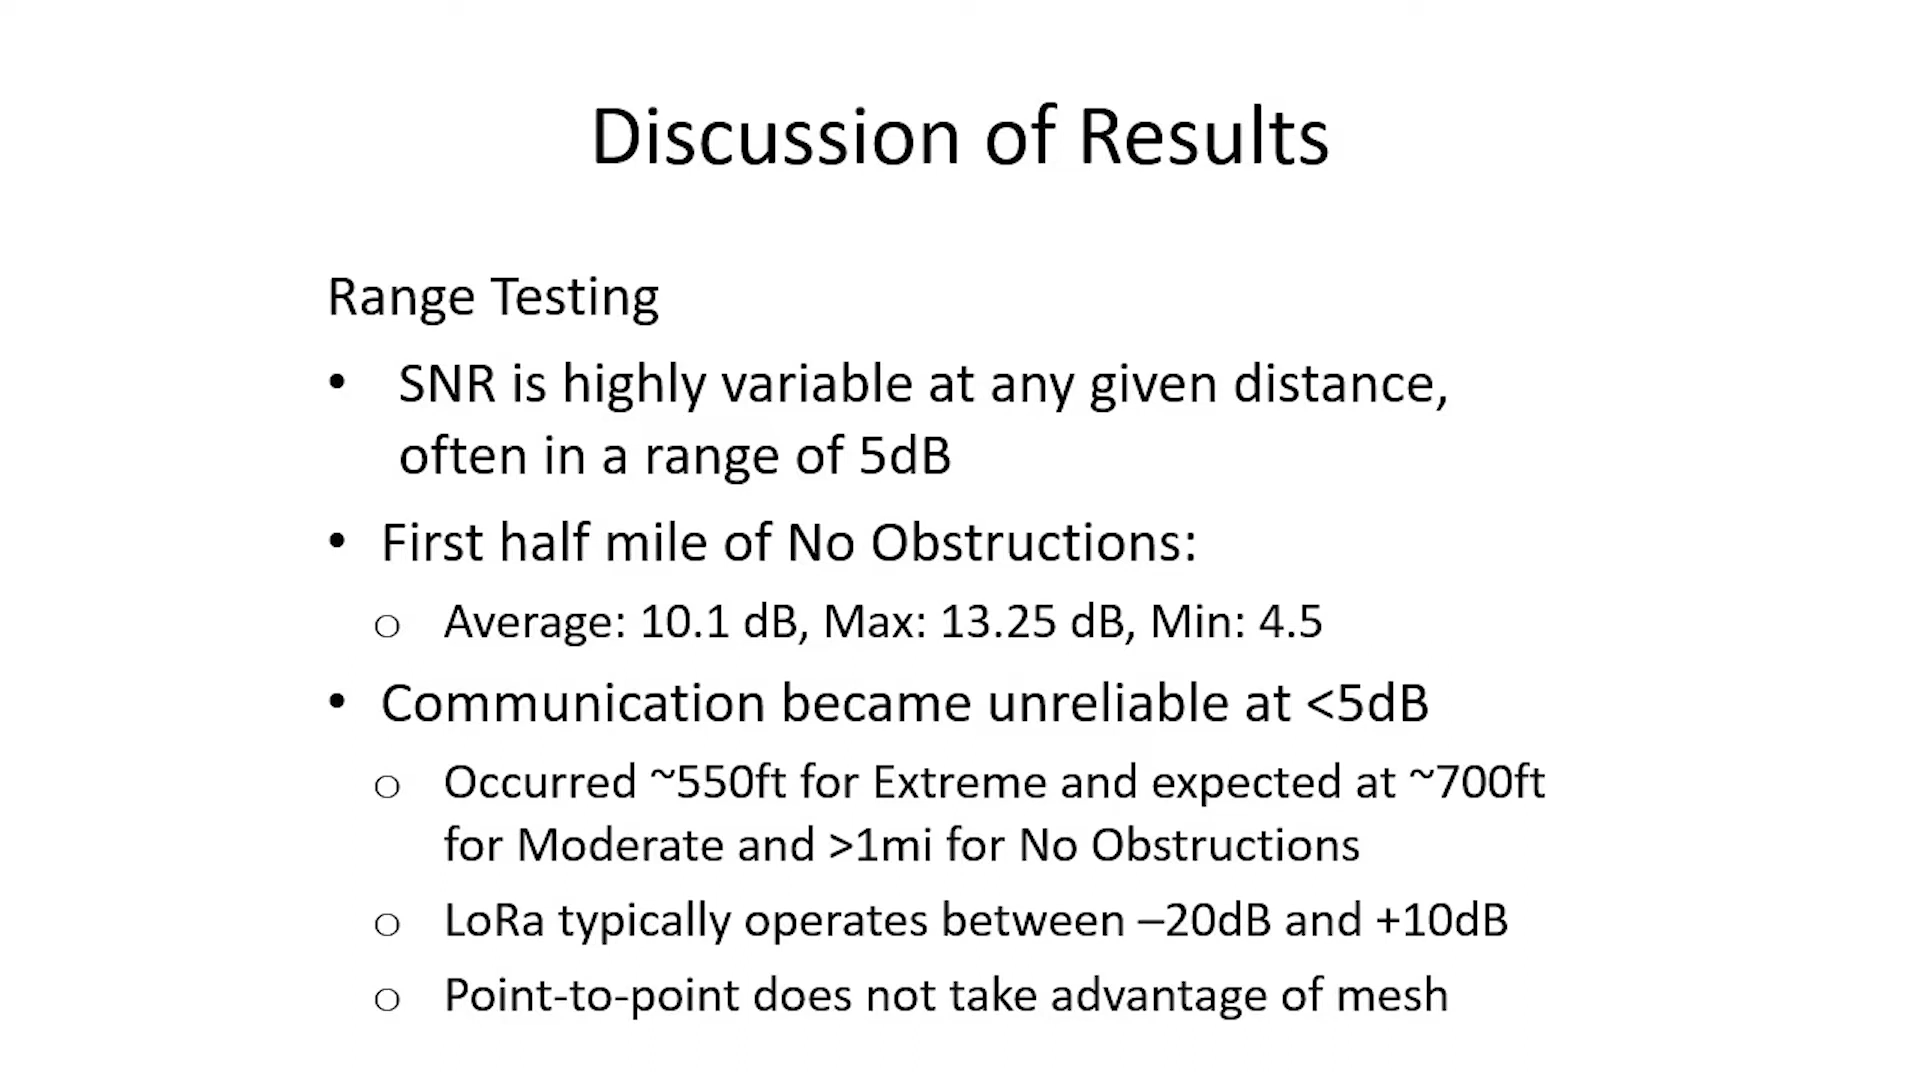 Discussion of Results
Range Testing
• SNR is highly variable at any given distance,
often in a range of 5dB
• First half mile of No Obstructions:
o Average: 10.1 dB, Max: 13.25 dB, Min: 4.5
• Communication became unreliable at <5dB
o Occurred ~550ft for Extreme and expected at ~700ft
for Moderate and >1mi for No Obstructions
o LoRa typically operates between –20dB and +10dB
o Point-to-point does not take advantage of mesh